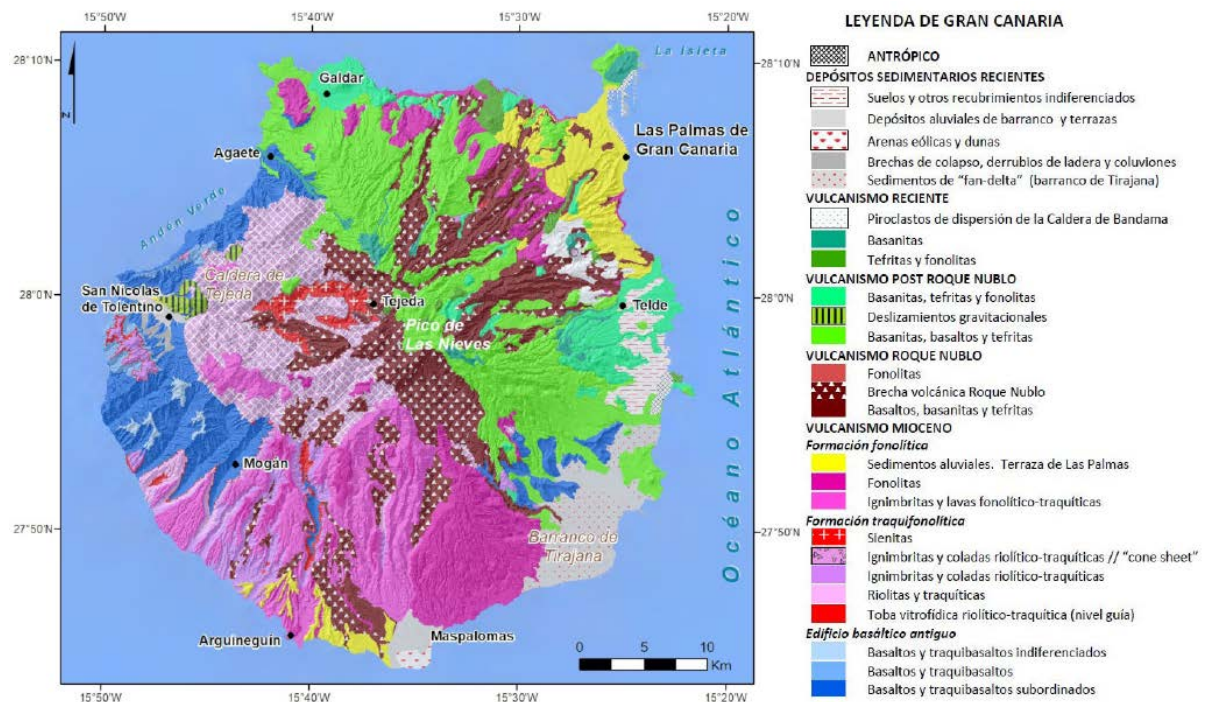 15°50'W
15°40'W
15°30'W
15°20'W
28°10'N
28°10'N
Z
La Isleta
Galdar
Las Palmas de
Gran Canaria
Agaete
Andén Verde
Caldera de
Tejeda
28°0'N
28°0'N
San Nicolas
de Tolentino
Tejeda
Telde
Pico de
Las Nieves
Océano Atlántico
Mogán
27°50'N
27°50'N
Barranco de
Tirajana
Arguineguín
Maspalomas
0 5 10
Km
15°50'W
15°40'W
15°30'W
15°20'W
LEYENDA DE GRAN CANARIA
ANTRÓPICO
DEPÓSITOS SEDIMENTARIOS RECIENTES
Suelos y otros recubrimientos indiferenciados
Depósitos aluviales de barranco y terrazas
Arenas eólicas y dunas
Brechas de colapso, derrubios de ladera y coluviones
Sedimentos de "fan-delta" (barranco de Tirajana)
VULCANISMO RECIENTE
Piroclastos de dispersión de la Caldera de Bandama
Basanitas
Tefritas y fonolitas
VULCANISMO POST ROQUE NUBLO
Basanitas, tefritas y fonolitas
Deslizamientos gravitacionales
Basanitas, basaltos y tefritas
VULCANISMO ROQUE NUBLO
Fonolitas
Brecha volcánica Roque Nublo
Basaltos, basanitas y tefritas
VULCANISMO MIOCENO
Formación fonolítica
Sedimentos aluviales. Terraza de Las Palmas
Fonolitas
Ignimbritas y lavas fonolítico-traquíticas
Formación traquifonolítica
Sienitas
Ignimbritas y coladas riolítico-traquíticas // "cone sheet"
Ignimbritas y coladas riolítico-traquíticas
Riolitas y traquíticas
Toba vitrofídica riolítico-traquítica (nivel guía)
Edificio basáltico antiguo
Basaltos y traquibasaltos indiferenciados
Basaltos y traquibasaltos
Basaltos y traquibasaltos subordinados